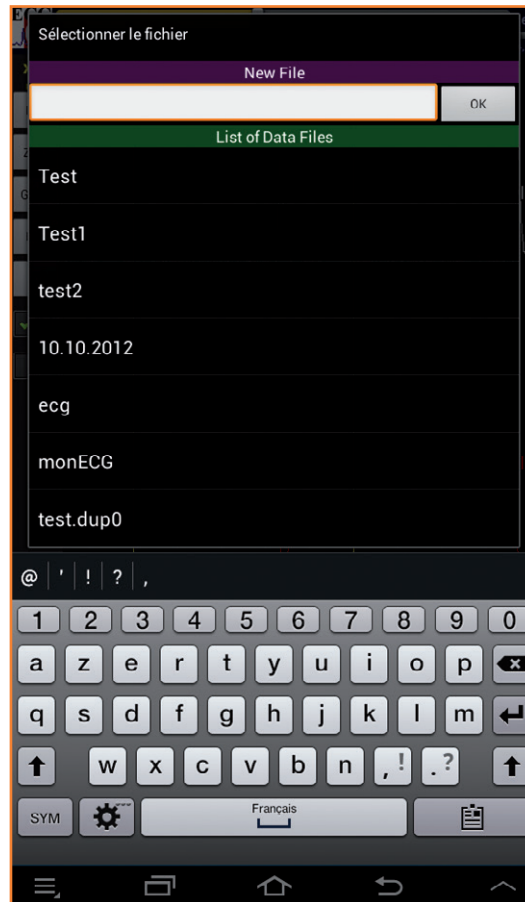 Sélectionner le fichier
New File
OK
List of Data Files
Test
Test1
test2
10.10.2012
ecg
monECG
test.dup0
@ ' ! ? ,
1 2 3 4 5 6 7 8 9 0
a z e r t y u i o p
q s d f g h j k l m
w x c v b n , ! . ?
SYM Français